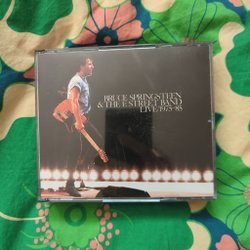 BRUCE SPRINGSTEEN
& THE E STREET BAND
LIVE/1975-85